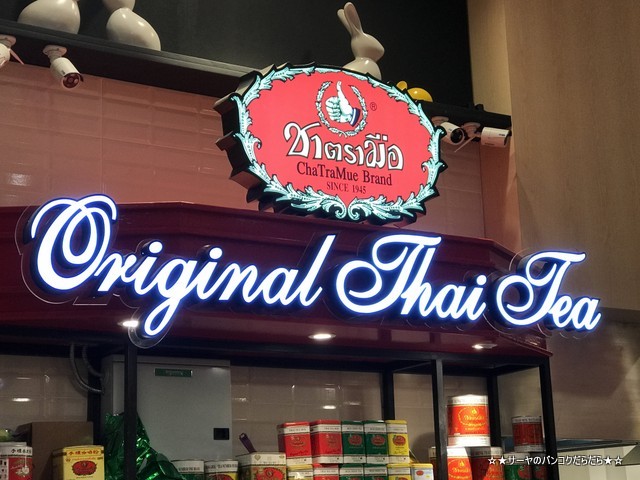 ®
ชาตรามือ
ChaTraMue Brand
SINCE 1945
Original Thai Tea
☆★サーヤのバンコクだらだら★☆